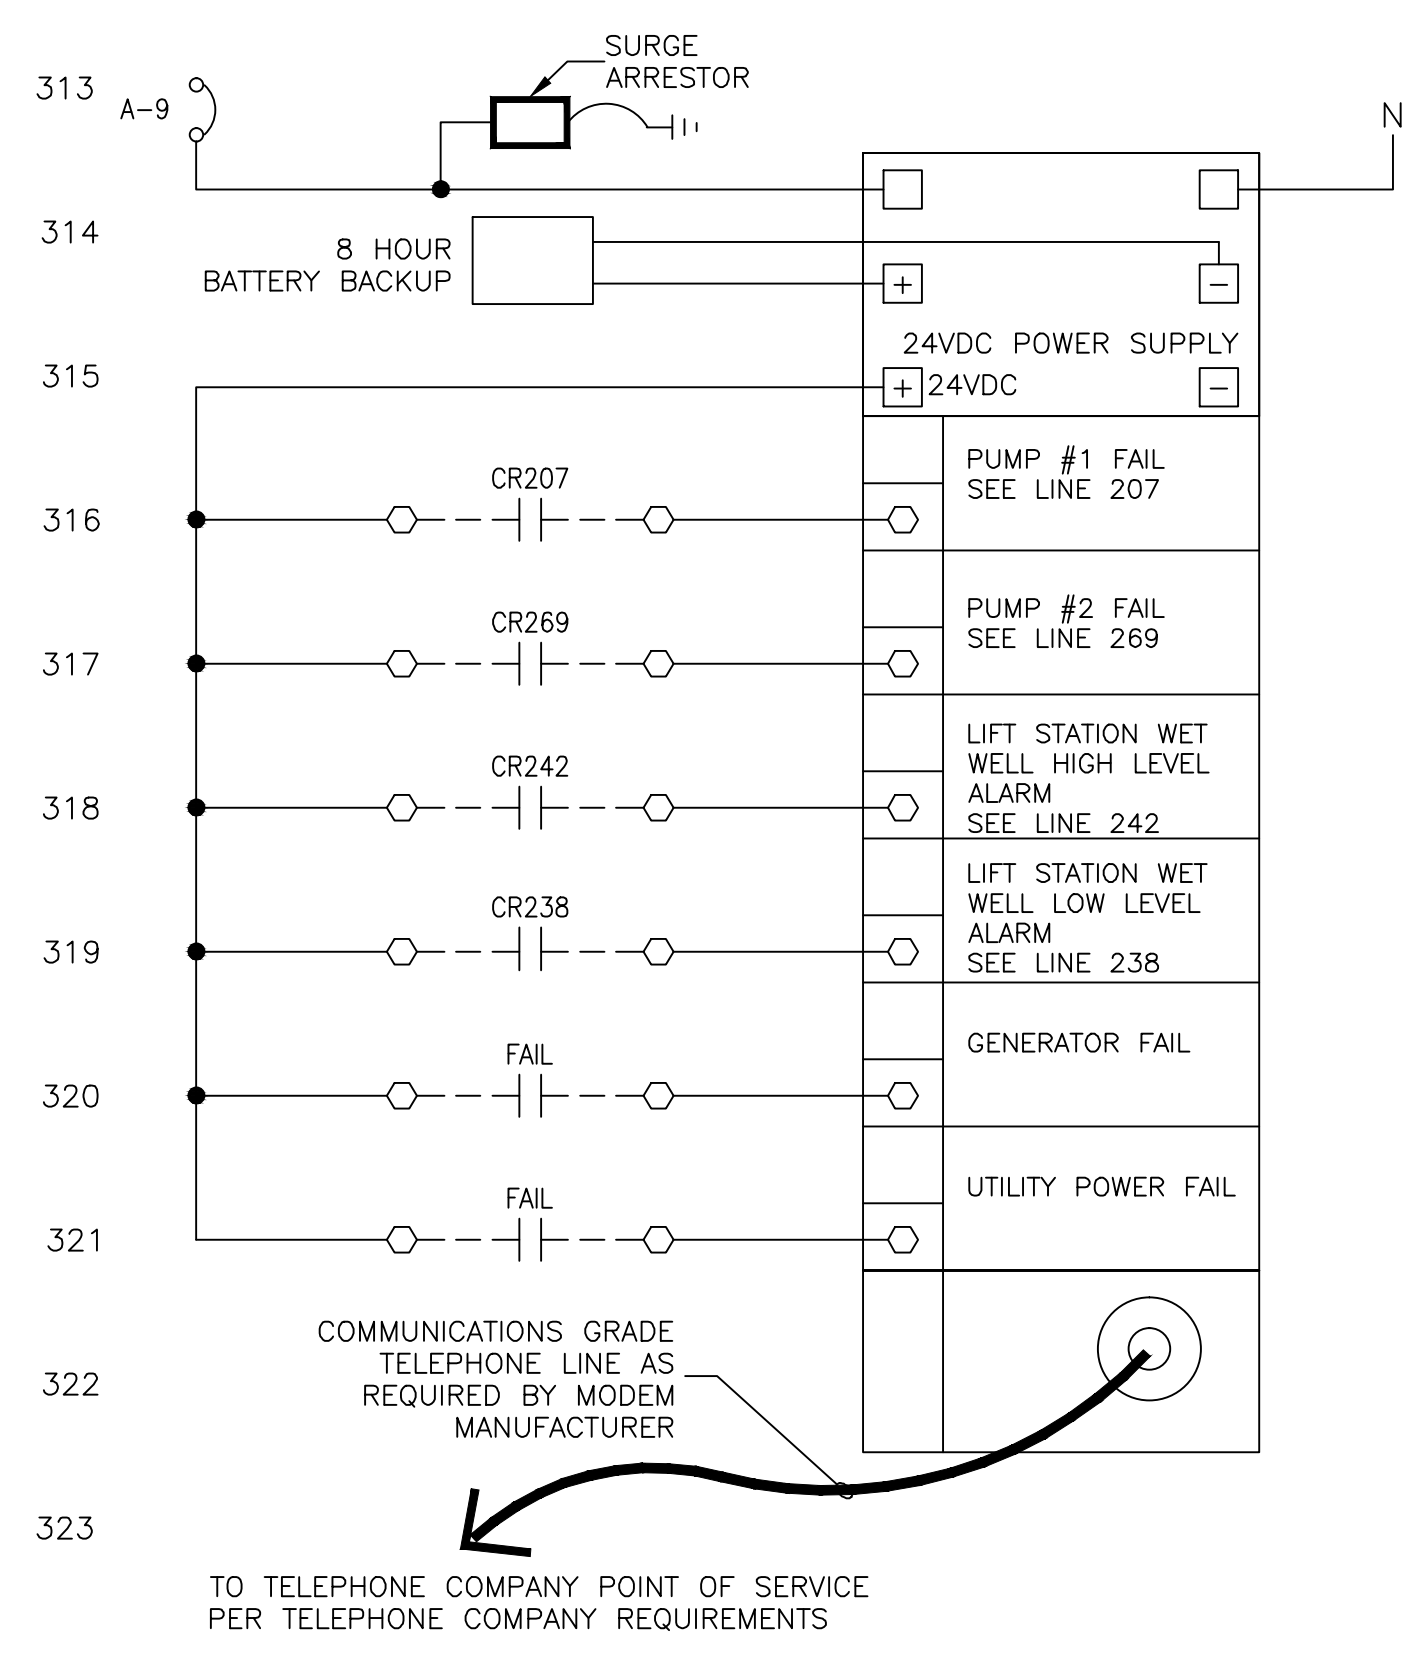 313
A-9
SURGE
ARRESTOR
N
314
8 HOUR
BATTERY BACKUP
+
−
24VDC POWER SUPPLY
315
+
24VDC
−
PUMP #1 FAIL
SEE LINE 207
CR207
316
PUMP #2 FAIL
SEE LINE 269
CR269
317
LIFT STATION WET
WELL HIGH LEVEL
ALARM
SEE LINE 242
CR242
318
LIFT STATION WET
WELL LOW LEVEL
ALARM
SEE LINE 238
CR238
319
GENERATOR FAIL
FAIL
320
UTILITY POWER FAIL
FAIL
321
COMMUNICATIONS GRADE
TELEPHONE LINE AS
REQUIRED BY MODEM
MANUFACTURER
322
323
TO TELEPHONE COMPANY POINT OF SERVICE
PER TELEPHONE COMPANY REQUIREMENTS